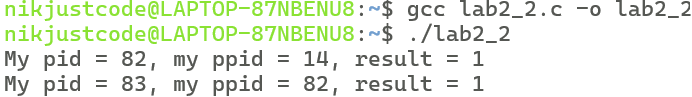 nikjustcode@LAPTOP-87NBENU8:~$ gcc lab2_2.c -o lab2_2
nikjustcode@LAPTOP-87NBENU8:~$ ./lab2_2
My pid = 82, my ppid = 14, result = 1
My pid = 83, my ppid = 82, result = 1